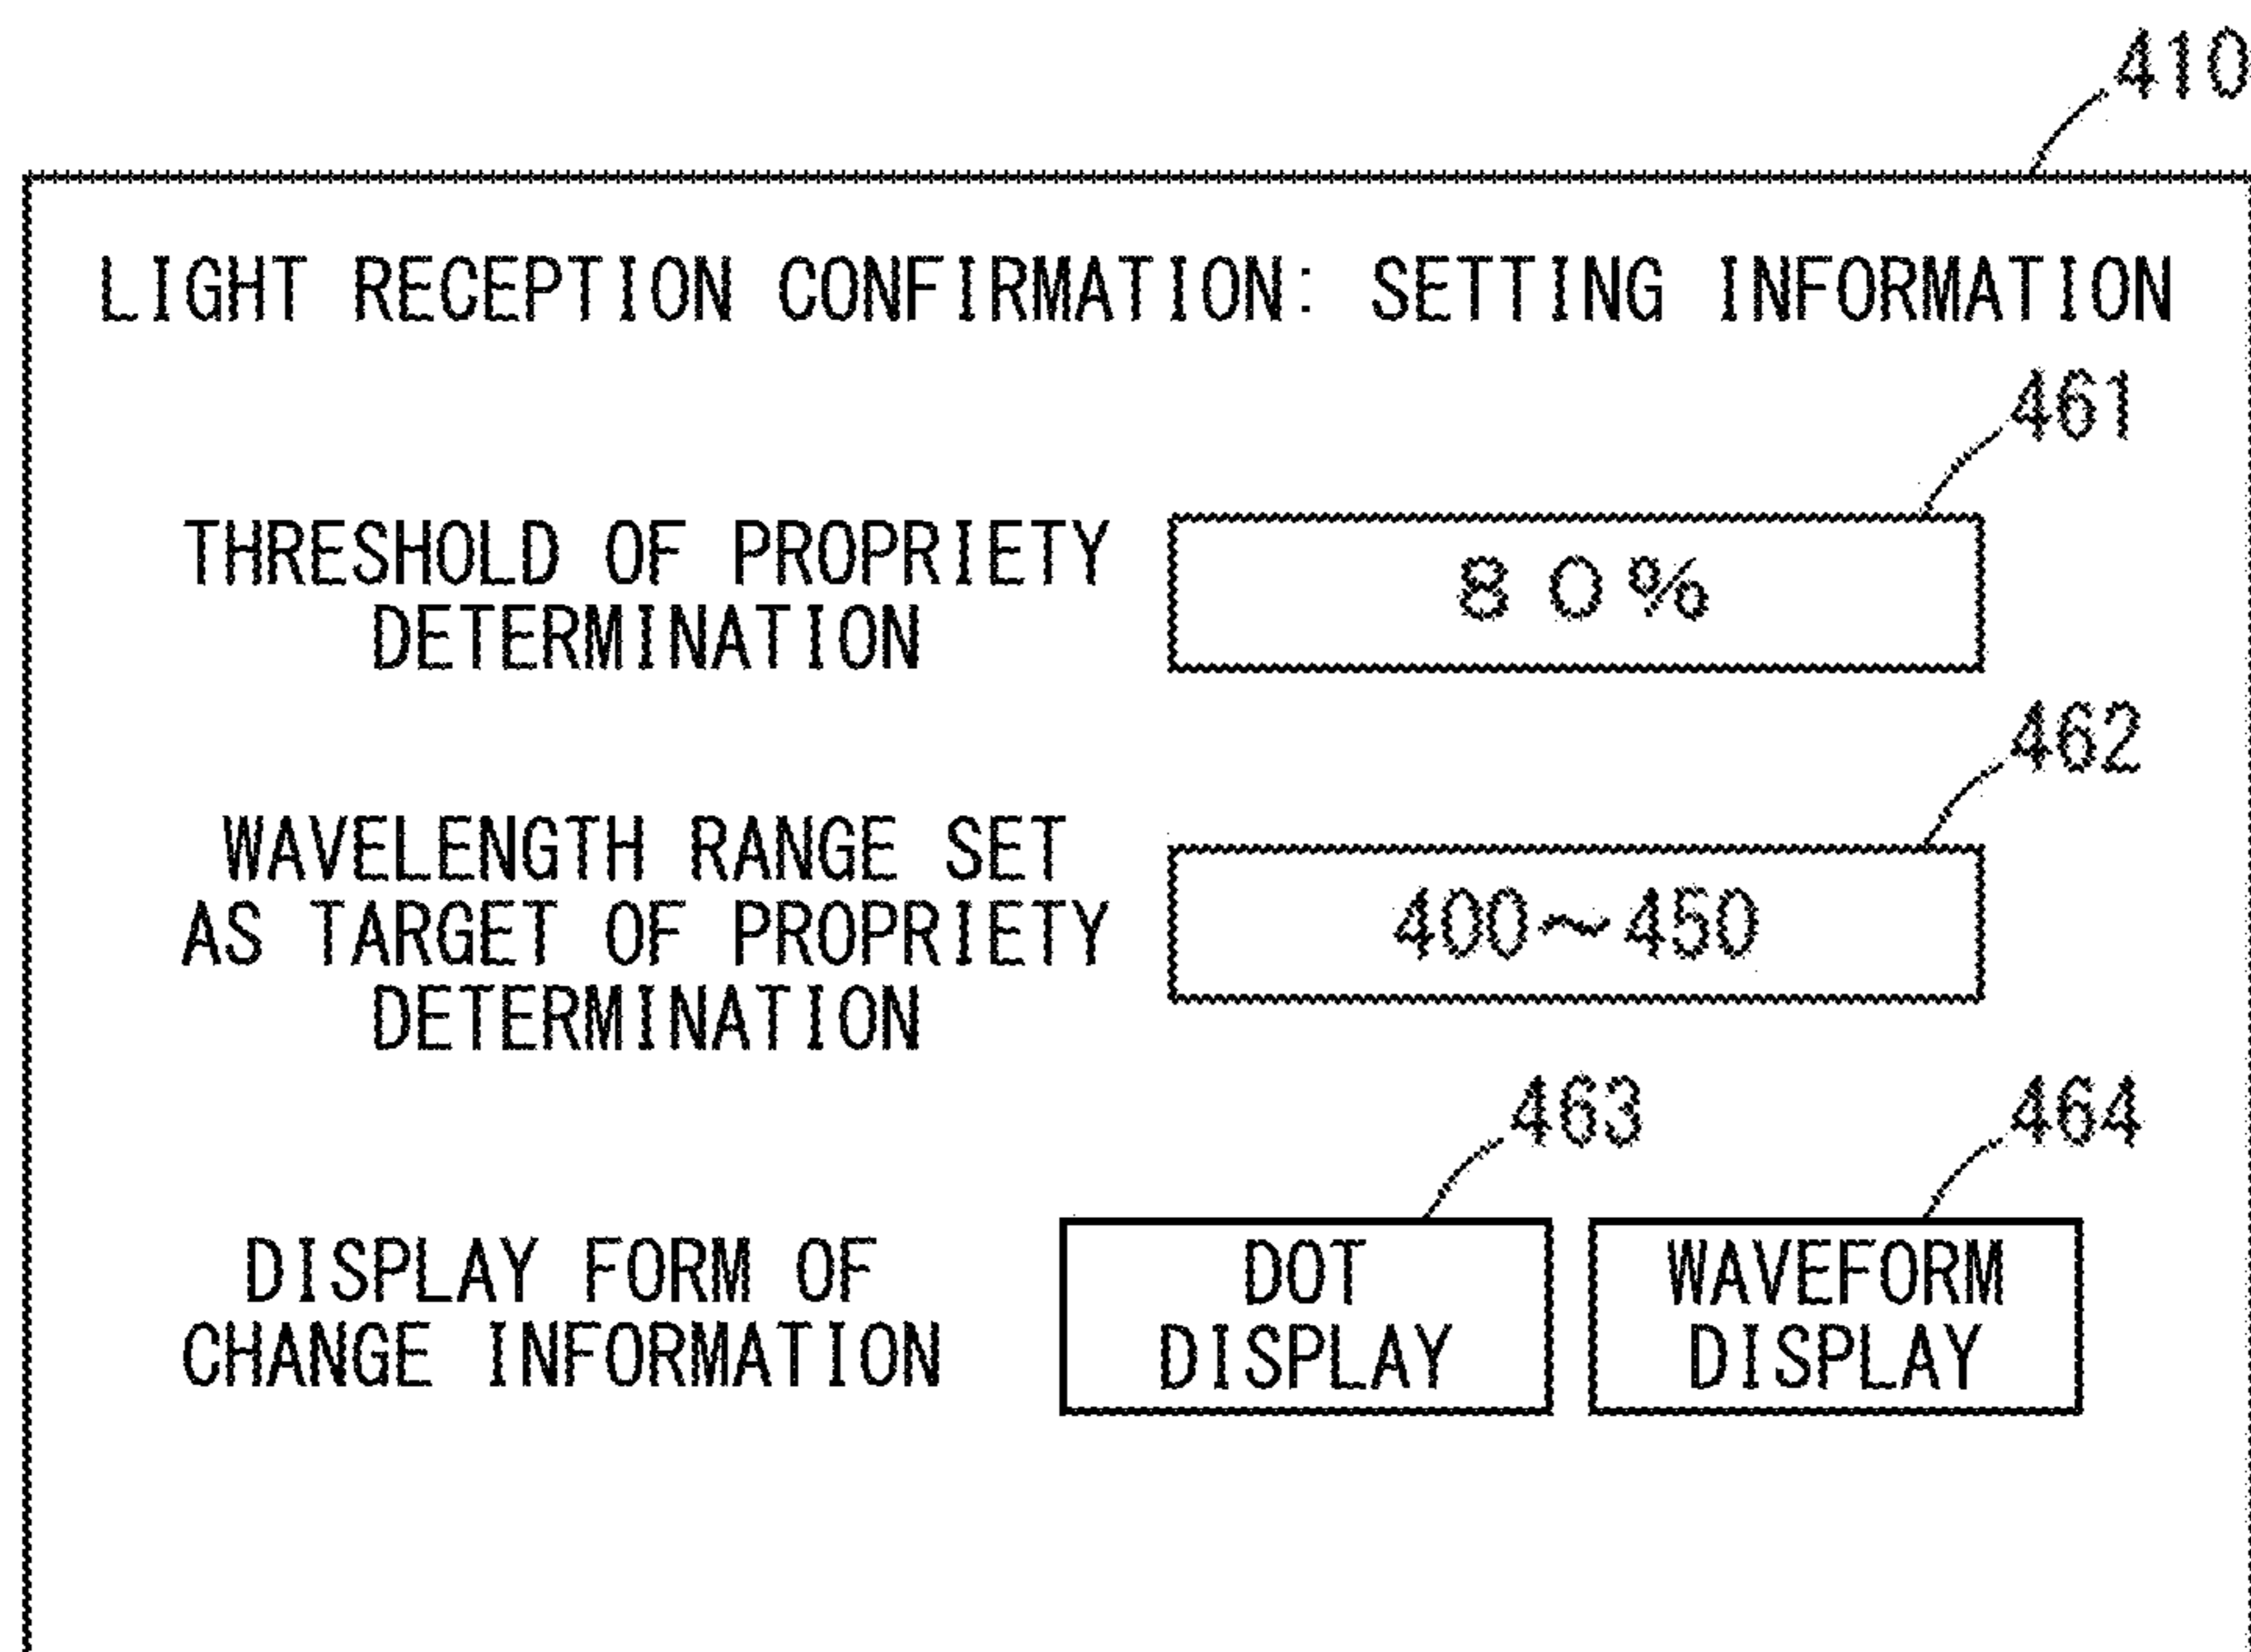 410
LIGHT RECEPTION CONFIRMATION: SETTING INFORMATION
461
THRESHOLD OF PROPRIETY
DETERMINATION
80%
462
WAVELENGTH RANGE SET
AS TARGET OF PROPRIETY
DETERMINATION
400~450
463
464
DISPLAY FORM OF
CHANGE INFORMATION
DOT
DISPLAY
WAVEFORM
DISPLAY